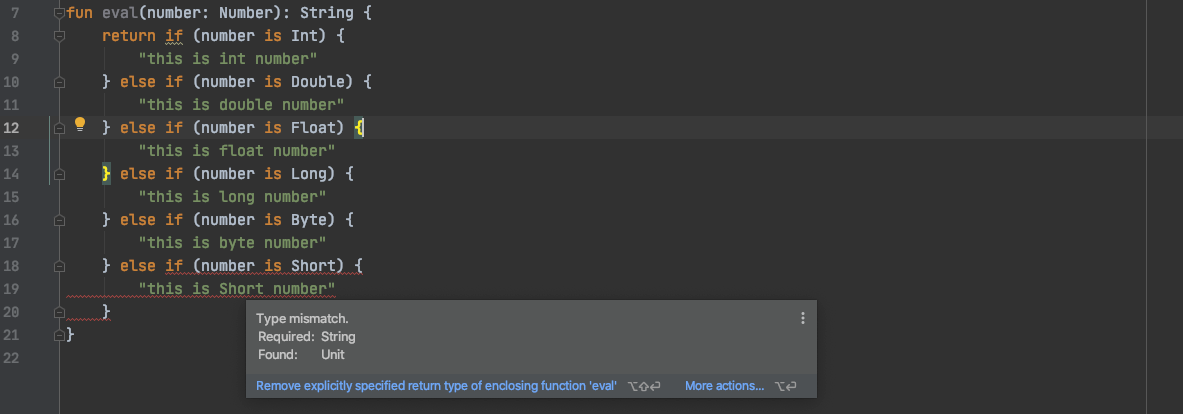 7 fun eval(number: Number): String {
8 return if (number is Int) {
9 "this is int number"
10 } else if (number is Double) {
11 "this is double number"
12 } else if (number is Float) {
13 "this is float number"
14 } else if (number is Long) {
15 "this is long number"
16 } else if (number is Byte) {
17 "this is byte number"
18 } else if (number is Short) {
19 "this is Short number"
20 }
21 }
22
Type mismatch.
Required: String
Found: Unit
Remove explicitly specified return type of enclosing function 'eval' ⌥⇧⏎ More actions... ⌥⏎